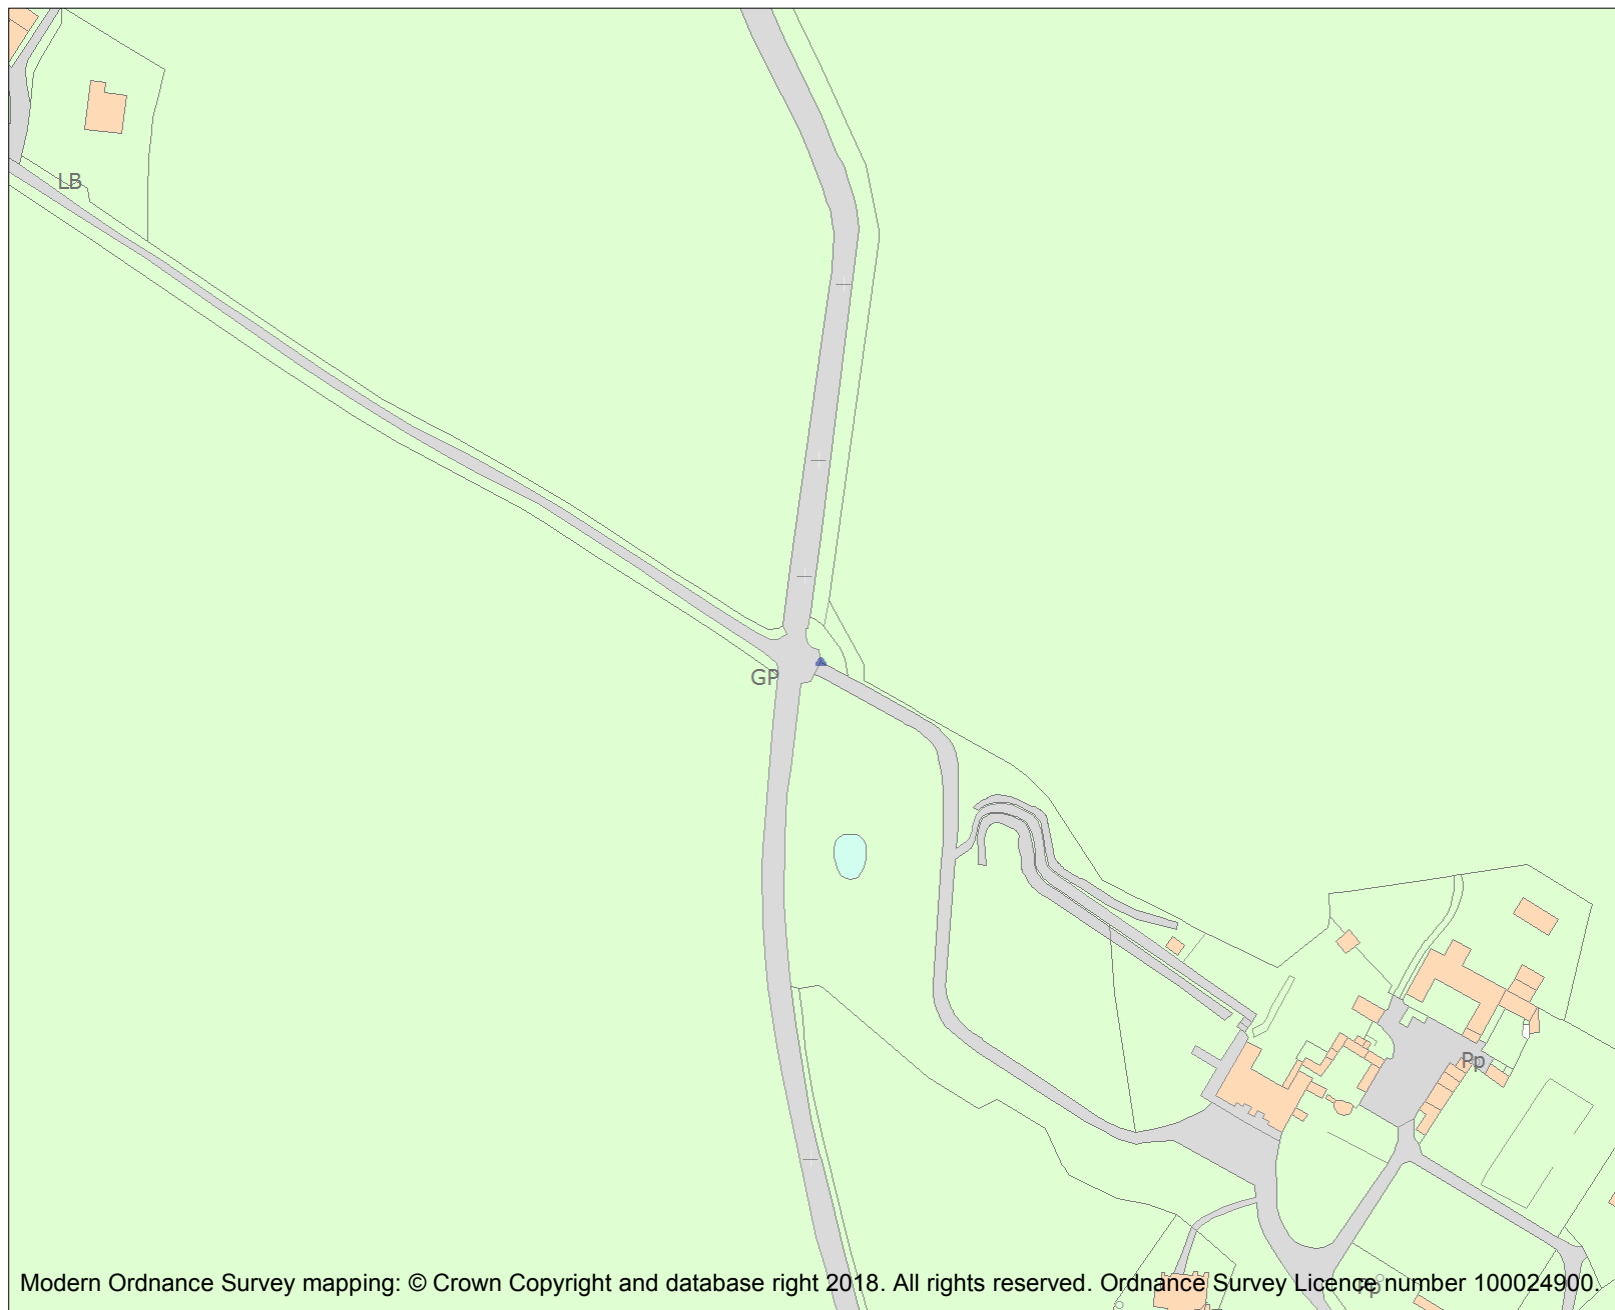 LB
GP
Pp
Modern Ordnance Survey mapping: © Crown Copyright and database right 2018. All rights reserved. Ordnance Survey Licence number 100024900.